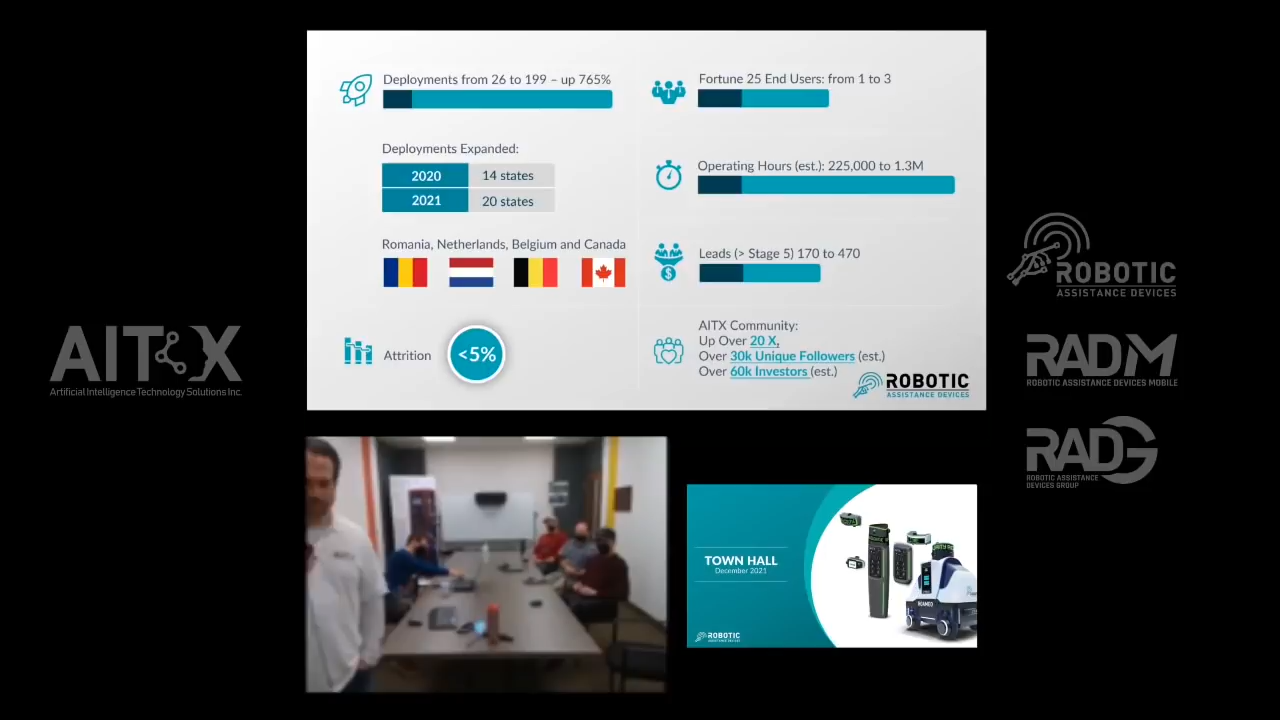 Deployments from 26 to 199 – up 765%
Deployments Expanded:
2020 14 states
2021 20 states
Romania, Netherlands, Belgium and Canada
Attrition <5%
Fortune 25 End Users: from 1 to 3
Operating Hours (est.): 225,000 to 1.3M
Leads (> Stage 5) 170 to 470
$
AITX Community:
Up Over 20 X,
Over 30k Unique Followers (est.)
Over 60k Investors (est.)
ROBOTIC
ASSISTANCE DEVICES
AITX
Artificial Intelligence Technology Solutions Inc.
ROBOTIC
ASSISTANCE DEVICES
RADM
ROBOTIC ASSISTANCE DEVICES MOBILE
RADG
ROBOTIC ASSISTANCE
DEVICES GROUP
TOWN HALL
December 2021
ROBOTIC
ASSISTANCE DEVICES
ROAMEO